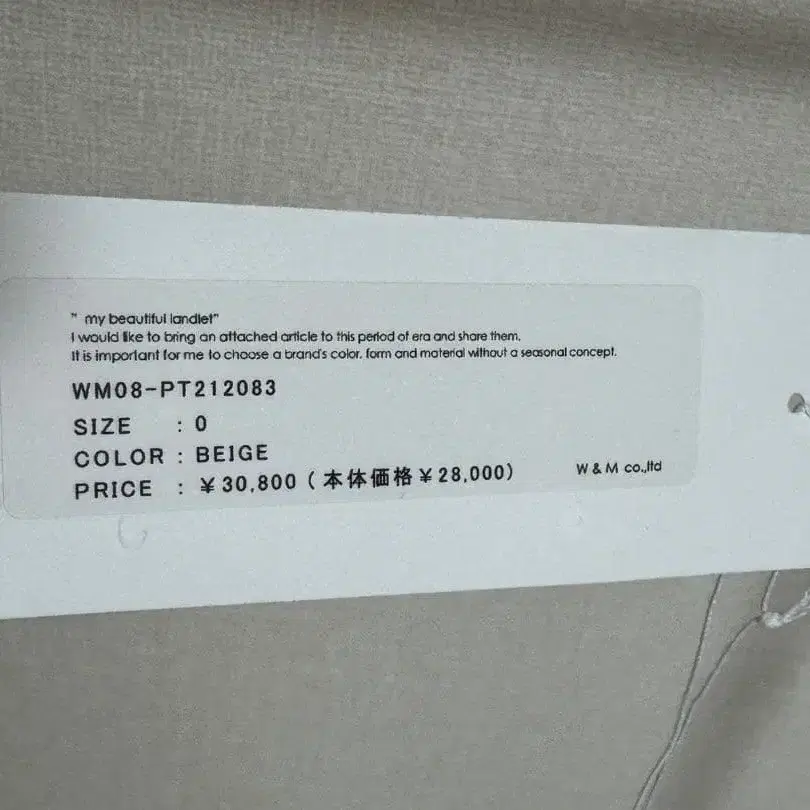 " my beautiful landlet"
I would like to bring an attached article to this period of era and share them.
It is important for me to choose a brand's color, form and material without a seasonal concept.
WM08-PT212083
SIZE : 0
COLOR : BEIGE
PRICE : ¥30,800 (本体価格¥28,000)
W & M co.,ltd